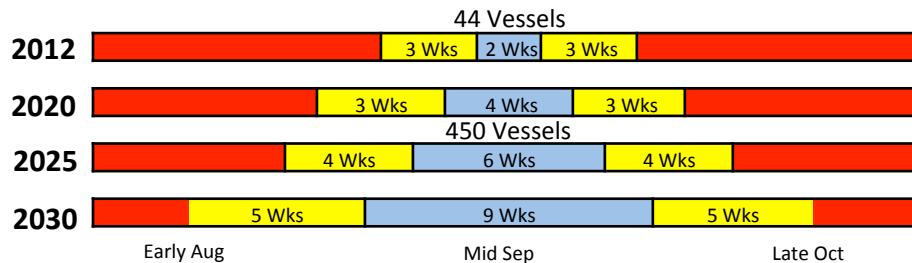 44 Vessels
2012 3 Wks 2 Wks 3 Wks
2020 3 Wks 4 Wks 3 Wks
450 Vessels
2025 4 Wks 6 Wks 4 Wks
2030 5 Wks 9 Wks 5 Wks
Early Aug Mid Sep Late Oct